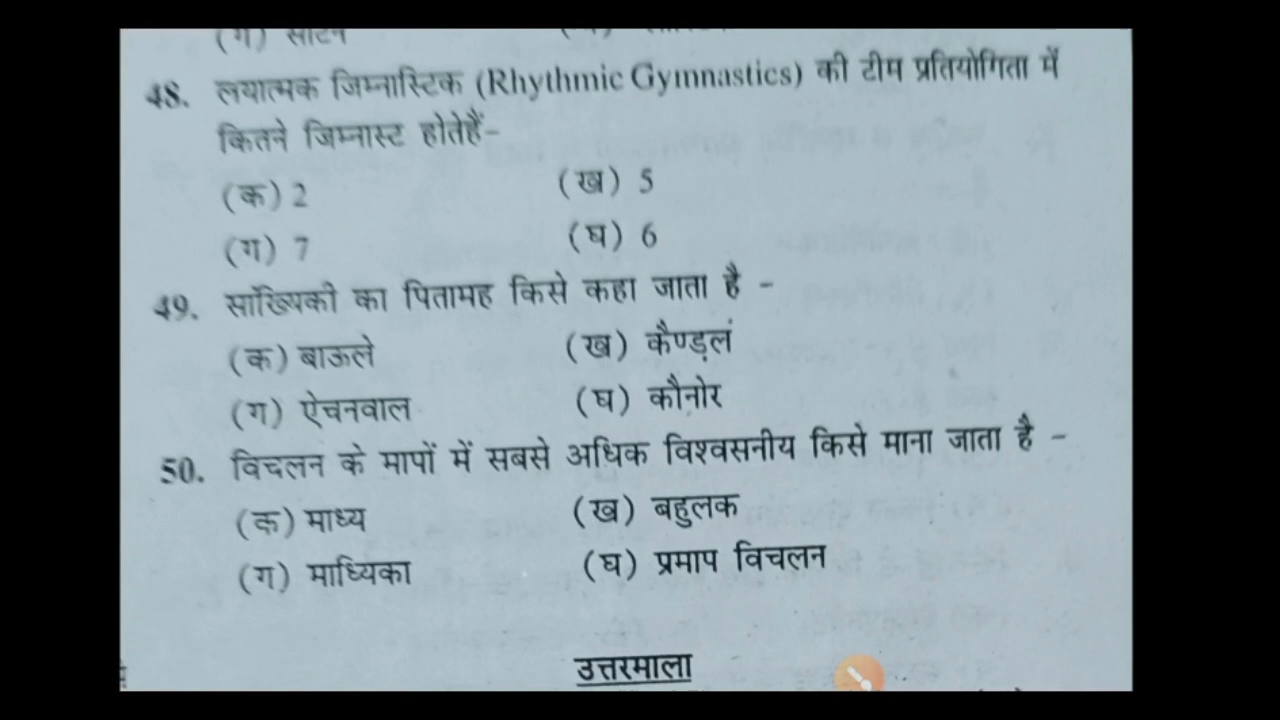 (ग) साटन
48. लयात्मक जिम्नास्टिक (Rhythmic Gymnastics) की टीम प्रतियोगिता में
कितने जिम्नास्ट होतेहैं-
(क) 2 (ख) 5
(ग) 7 (घ) 6
49. सांख्यिकी का पितामह किसे कहा जाता है -
(क) बाऊले (ख) कैण्ड़लं
(ग) ऐचनवाल (घ) कौनोर
50. विचलन के मापों में सबसे अधिक विश्वसनीय किसे माना जाता है -
(क) माध्य (ख) बहुलक
(ग) माध्यिका (घ) प्रमाप विचलन
उत्तरमाला